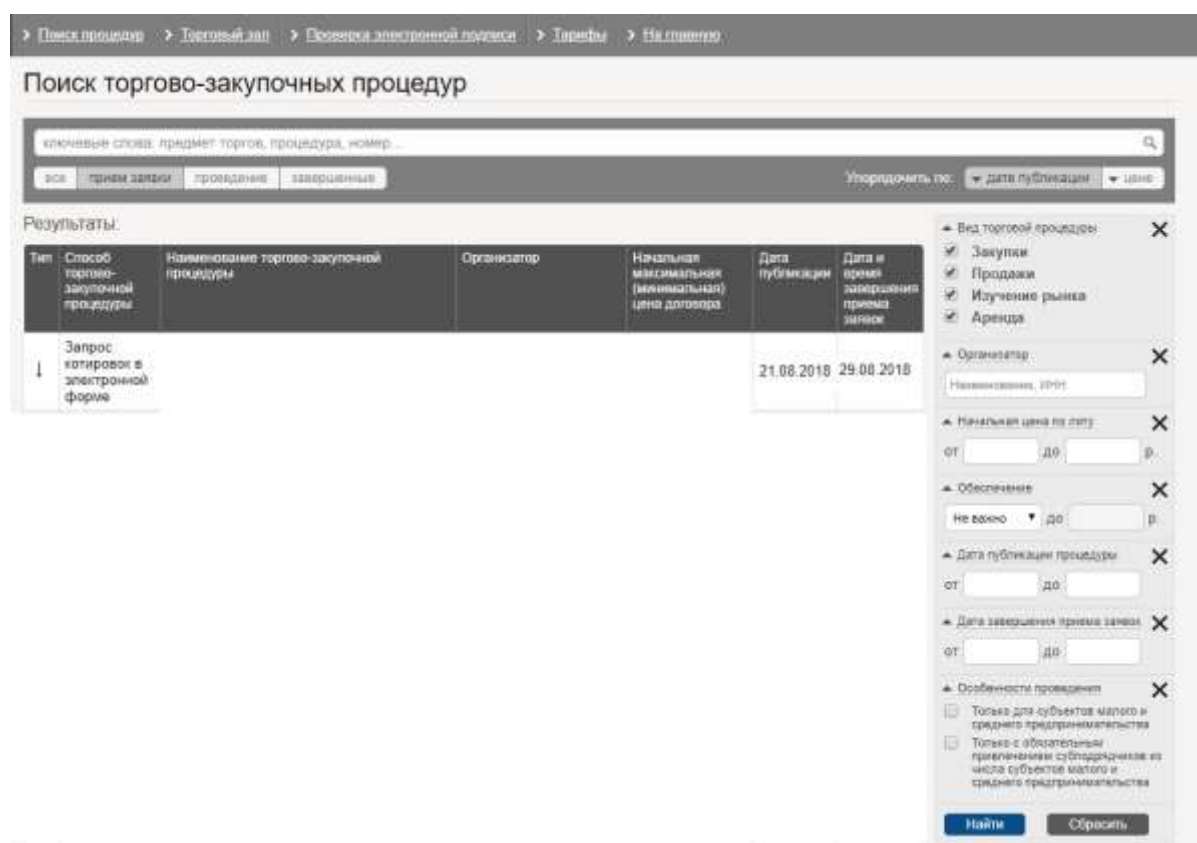 > Поиск процедур > Торговый зал > Проверка электронной подписи > Тарифы > На главную
Поиск торгово-закупочных процедур
ключевые слова: предмет торгов, процедура, номер...
все прием заявки проведение завершенные
Упорядочить по: дате публикации цене
Результаты:
Тип
Способ торгово-
закупочной
процедуры
Наименование торгово-закупочной
процедуры
Организатор
Начальная
максимальная
(минимальная)
цена договора
Дата
публикации
Дата и
время
завершения
приема
заявок
Запрос
котировок в
электронной
форме
21.08.2018
29.08.2018
Вид торговой процедуры
Закупки
Продажи
Изучение рынка
Аренда
Организатор
Наименование, ИНН
Начальная цена по лоту
от до р.
Обеспечение
Не важно до р.
Дата публикации процедуры
от до
Дата завершения приема заявок
от до
Особенности проведения
Только для субъектов малого и
среднего предпринимательства
Только с обязательным
привлечением субподрядчиков из
числа субъектов малого и
среднего предпринимательства
Найти Сбросить